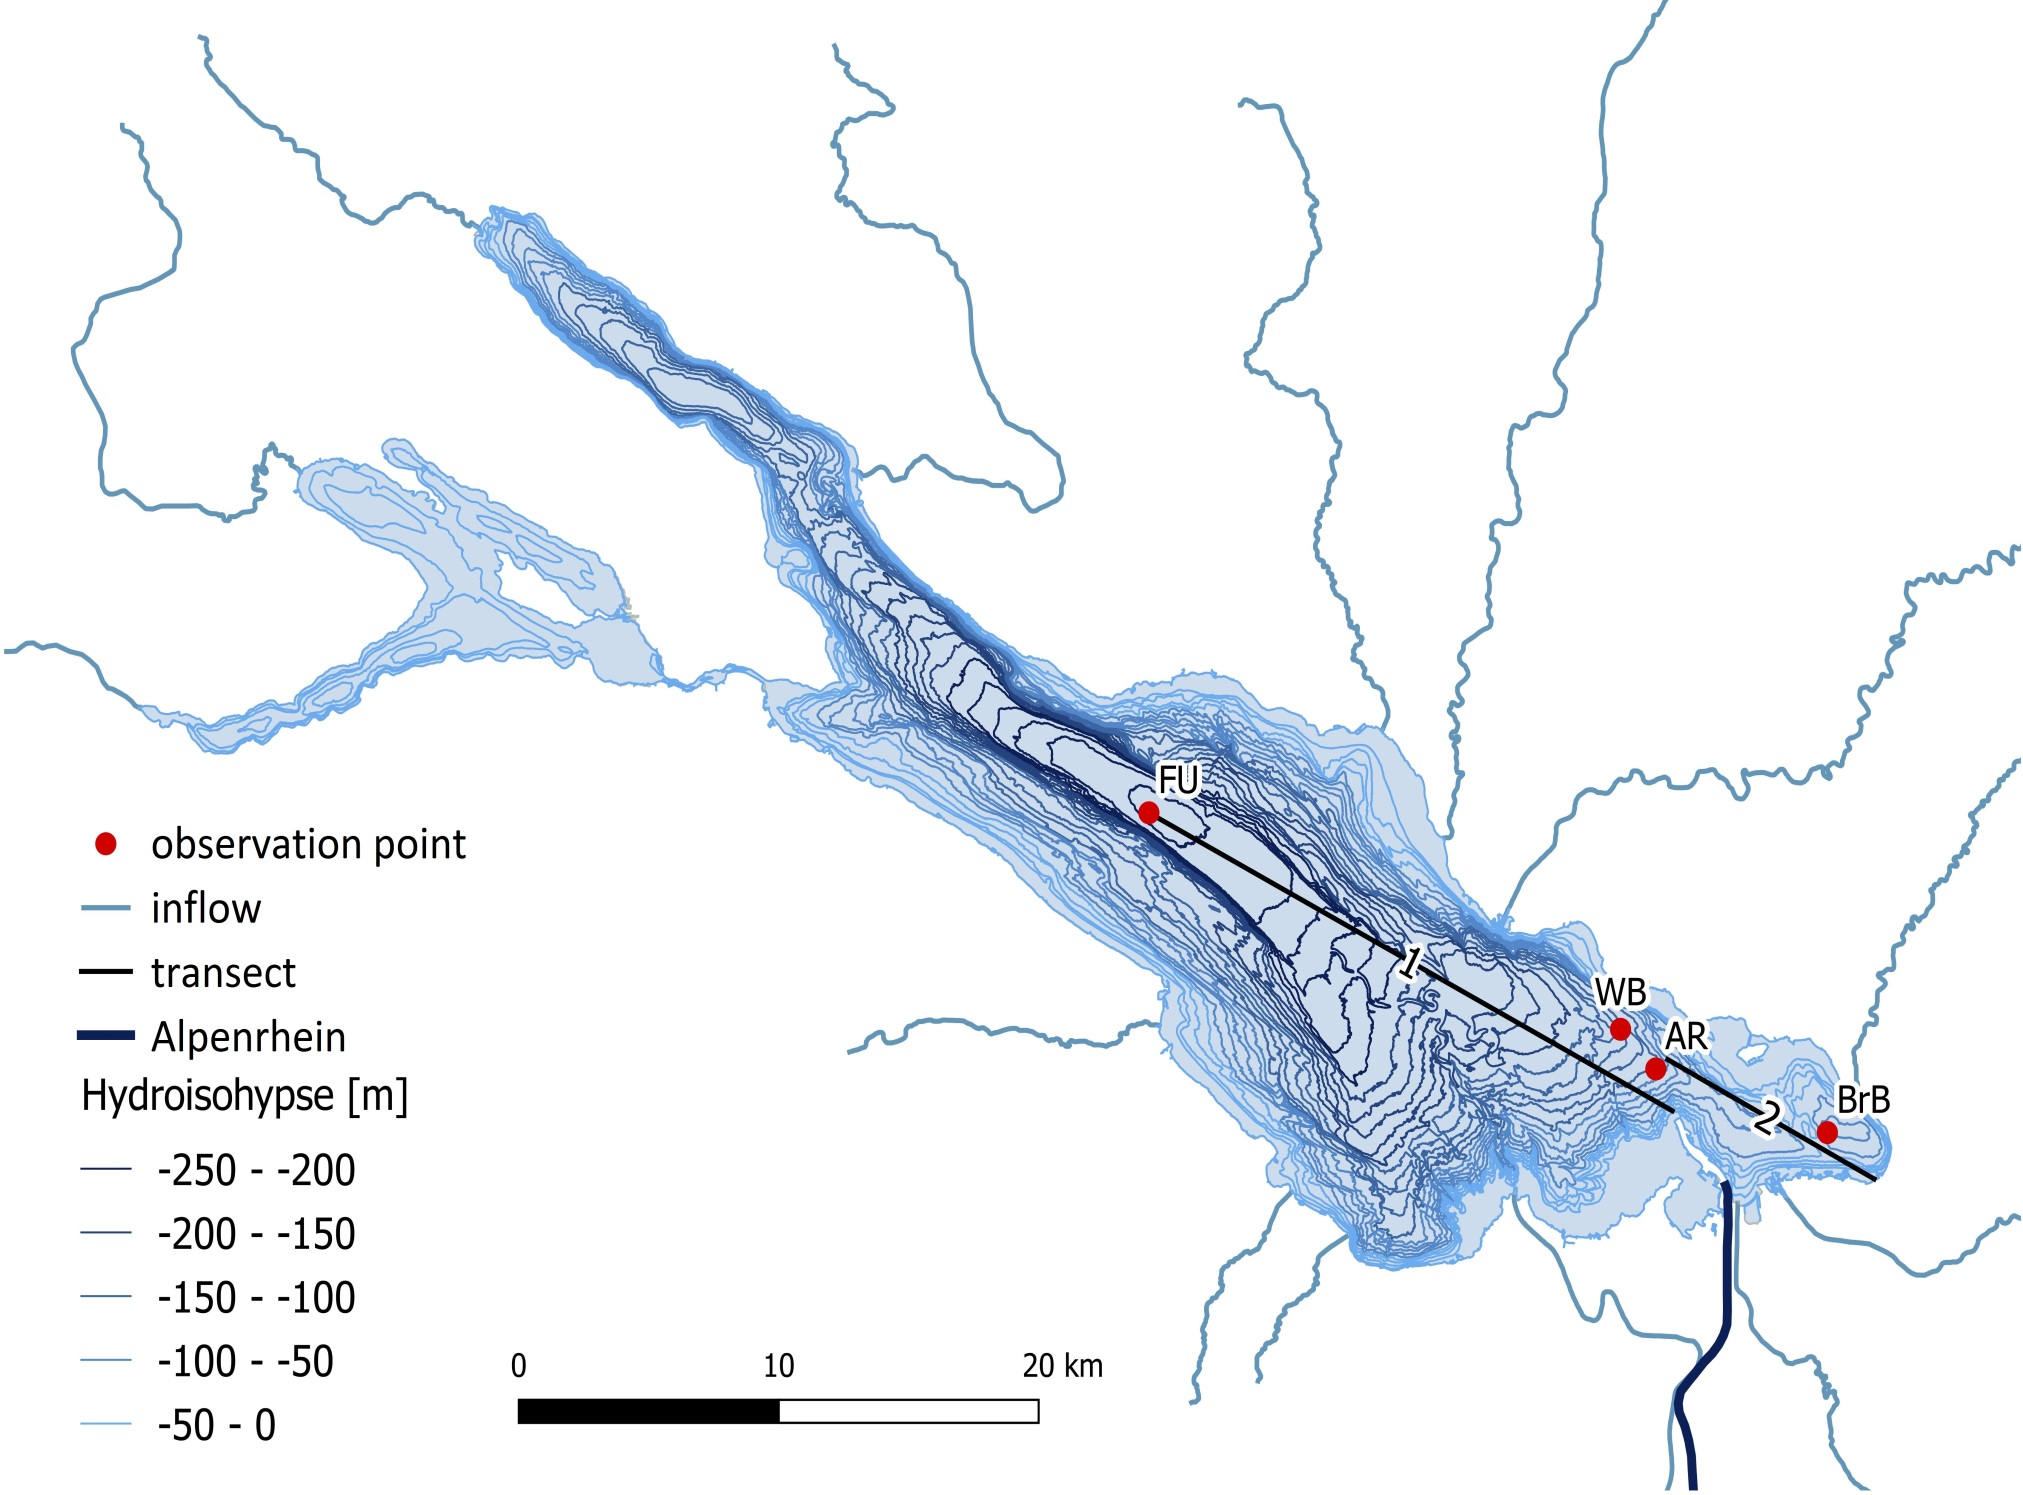 FU
1
WB
AR
2
BrB
observation point
inflow
transect
Alpenrhein
Hydroisohypse [m]
-250 - -200
-200 - -150
-150 - -100
-100 - -50
-50 - 0
0 10 20 km